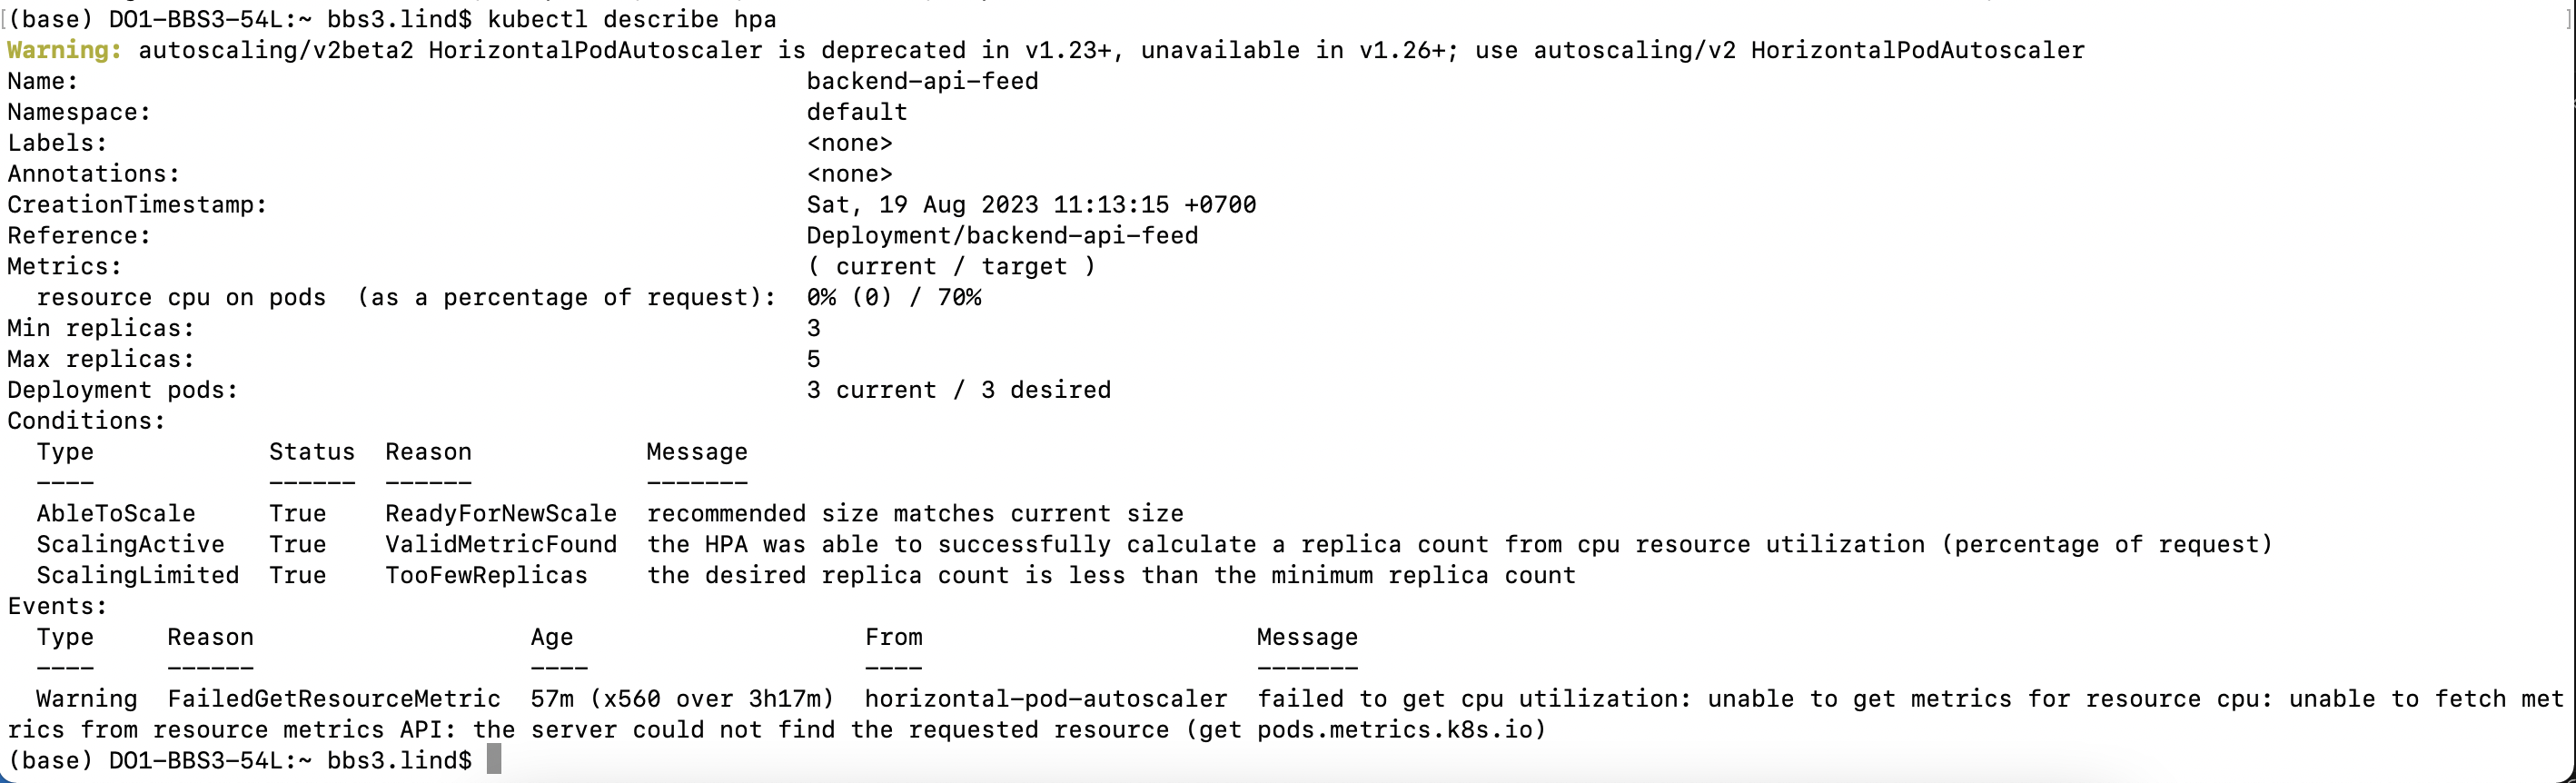 (base) DO1-BBS3-54L:~ bbs3.lind$ kubectl describe hpa
Warning: autoscaling/v2beta2 HorizontalPodAutoscaler is deprecated in v1.23+, unavailable in v1.26+; use autoscaling/v2 HorizontalPodAutoscaler
Name:                                                  backend-api-feed
Namespace:                                             default
Labels:                                                <none>
Annotations:                                           <none>
CreationTimestamp:                                     Sat, 19 Aug 2023 11:13:15 +0700
Reference:                                             Deployment/backend-api-feed
Metrics:                                               ( current / target )
  resource cpu on pods  (as a percentage of request):  0% (0) / 70%
Min replicas:                                          3
Max replicas:                                          5
Deployment pods:                                       3 current / 3 desired
Conditions:
  Type            Status  Reason            Message
  ----            ------  ------            -------
  AbleToScale     True    ReadyForNewScale  recommended size matches current size
  ScalingActive   True    ValidMetricFound  the HPA was able to successfully calculate a replica count from cpu resource utilization (percentage of request)
  ScalingLimited  True    TooFewReplicas    the desired replica count is less than the minimum replica count
Events:
  Type     Reason                   Age                    From                       Message
  ----     ------                   ----                   ----                       -------
  Warning  FailedGetResourceMetric  57m (x560 over 3h17m)  horizontal-pod-autoscaler  failed to get cpu utilization: unable to get metrics for resource cpu: unable to fetch met
rics from resource metrics API: the server could not find the requested resource (get pods.metrics.k8s.io)
(base) DO1-BBS3-54L:~ bbs3.lind$